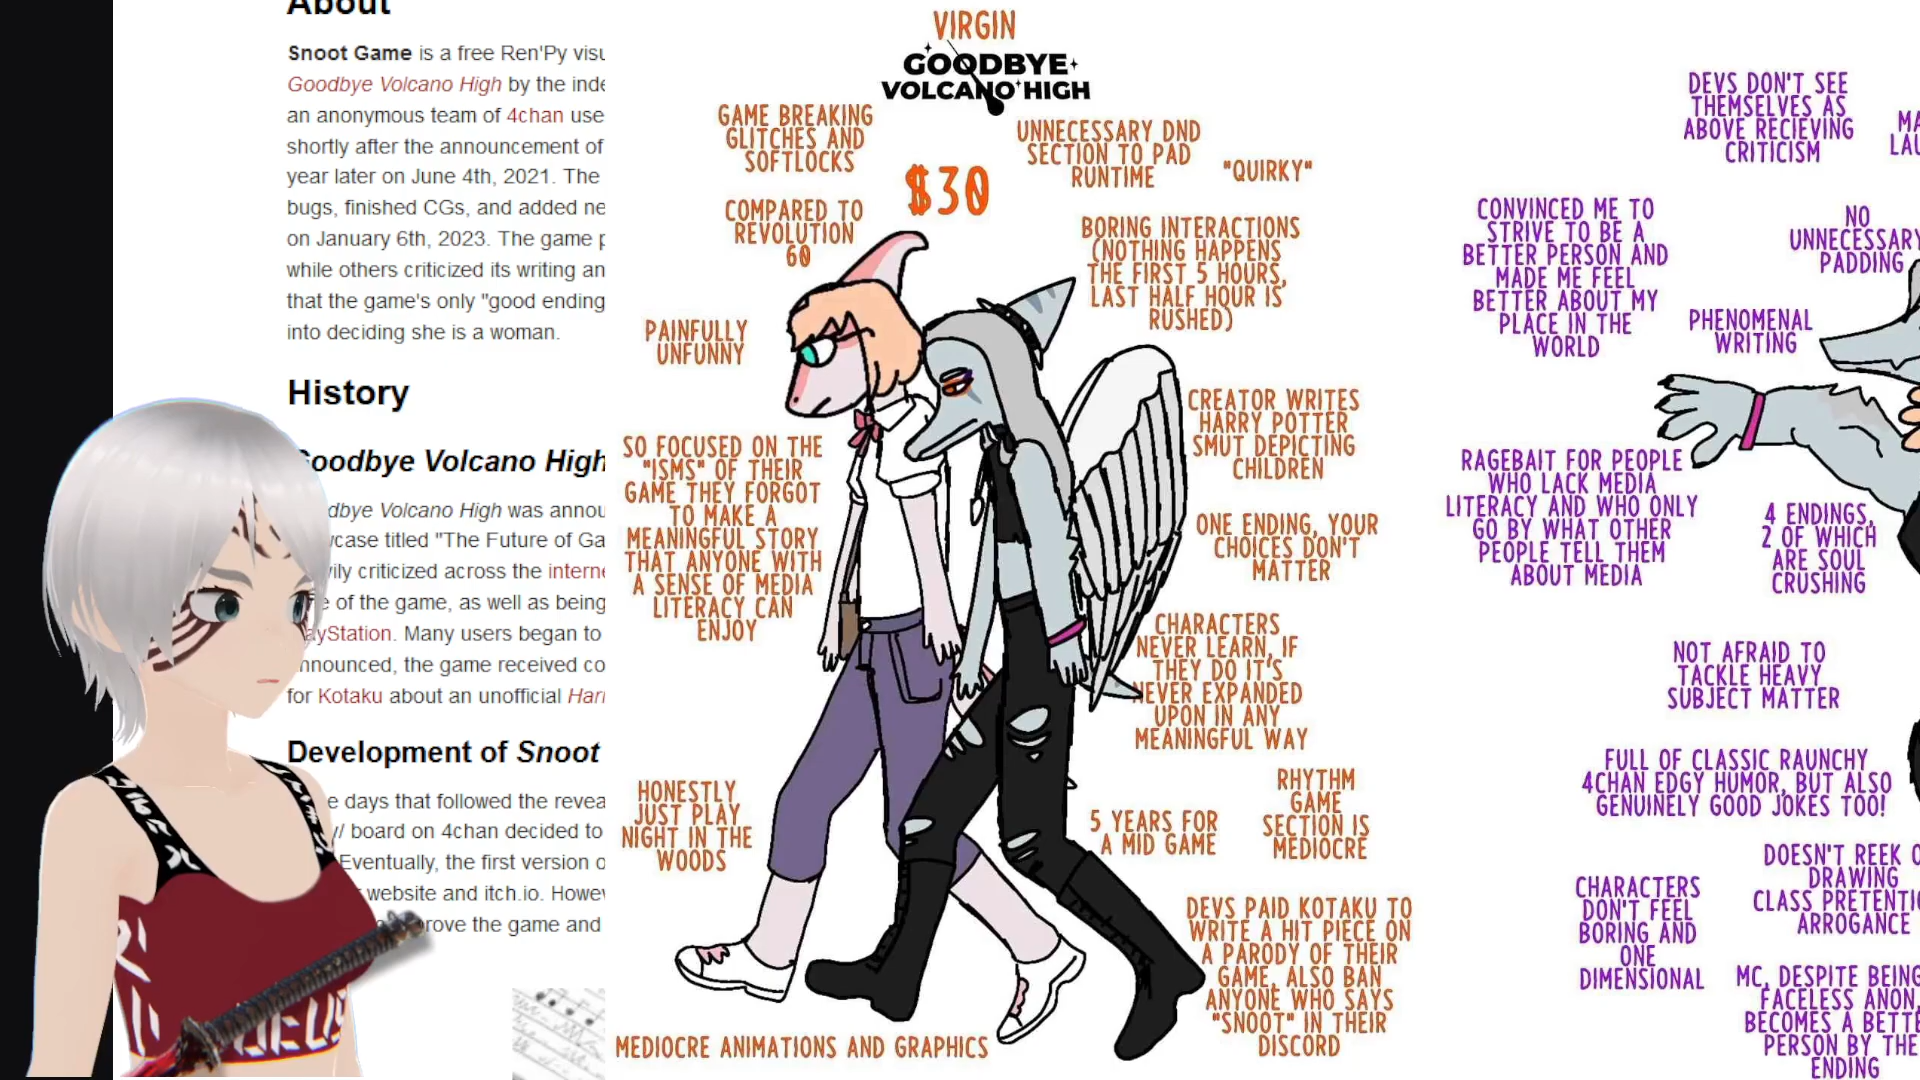 About
Snoot Game is a free Ren'Py visu
Goodbye Volcano High by the inde
an anonymous team of 4chan use
shortly after the announcement of
year later on June 4th, 2021. The
bugs, finished CGs, and added ne
on January 6th, 2023. The game p
while others criticized its writing an
that the game's only "good ending
into deciding she is a woman.
History
Goodbye Volcano High
dbye Volcano High was annou
wcase titled "The Future of Ga
vily criticized across the interne
e of the game, as well as being
ayStation. Many users began to
nnounced, the game received co
for Kotaku about an unofficial Harr
Development of Snoot
e days that followed the revea
/ board on 4chan decided to
Eventually, the first version o
website and itch.io. Howev
rove the game and
VIRGIN
GOODBYE
VOLCANO HIGH
GAME BREAKING
GLITCHES AND
SOFTLOCKS
$30
UNNECESSARY DND
SECTION TO PAD
RUNTIME
"QUIRKY"
COMPARED TO
REVOLUTION
60
BORING INTERACTIONS
(NOTHING HAPPENS
THE FIRST 5 HOURS,
LAST HALF HOUR IS
RUSHED)
PAINFULLY
UNFUNNY
CREATOR WRITES
HARRY POTTER
SMUT DEPICTING
CHILDREN
SO FOCUSED ON THE
"ISMS" OF THEIR
GAME THEY FORGOT
TO MAKE A
MEANINGFUL STORY
THAT ANYONE WITH
A SENSE OF MEDIA
LITERACY CAN
ENJOY
ONE ENDING, YOUR
CHOICES DON'T
MATTER
CHARACTERS
NEVER LEARN, IF
THEY DO IT'S
NEVER EXPANDED
UPON IN ANY
MEANINGFUL WAY
HONESTLY
JUST PLAY
NIGHT IN THE
WOODS
5 YEARS FOR
A MID GAME
RHYTHM
GAME
SECTION IS
MEDIOCRE
DEVS PAID KOTAKU TO
WRITE A HIT PIECE ON
A PARODY OF THEIR
GAME, ALSO BAN
ANYONE WHO SAYS
"SNOOT" IN THEIR
DISCORD
MEDIOCRE ANIMATIONS AND GRAPHICS
DEVS DON'T SEE
THEMSELVES AS
ABOVE RECIEVING
CRITICISM
MA
LAU
CONVINCED ME TO
STRIVE TO BE A
BETTER PERSON AND
MADE ME FEEL
BETTER ABOUT MY
PLACE IN THE
WORLD
NO
UNNECESSARY
PADDING
PHENOMENAL
WRITING
RAGEBAIT FOR PEOPLE
WHO LACK MEDIA
LITERACY AND WHO ONLY
GO BY WHAT OTHER
PEOPLE TELL THEM
ABOUT MEDIA
4 ENDINGS,
2 OF WHICH
ARE SOUL
CRUSHING
NOT AFRAID TO
TACKLE HEAVY
SUBJECT MATTER
FULL OF CLASSIC RAUNCHY
4CHAN EDGY HUMOR, BUT ALSO
GENUINELY GOOD JOKES TOO!
DOESN'T REEK O
DRAWING
CLASS PRETENTIO
ARROGANCE
CHARACTERS
DON'T FEEL
BORING AND
ONE
DIMENSIONAL
MC, DESPITE BEING
FACELESS ANON,
BECOMES A BETTE
PERSON BY THE
ENDING